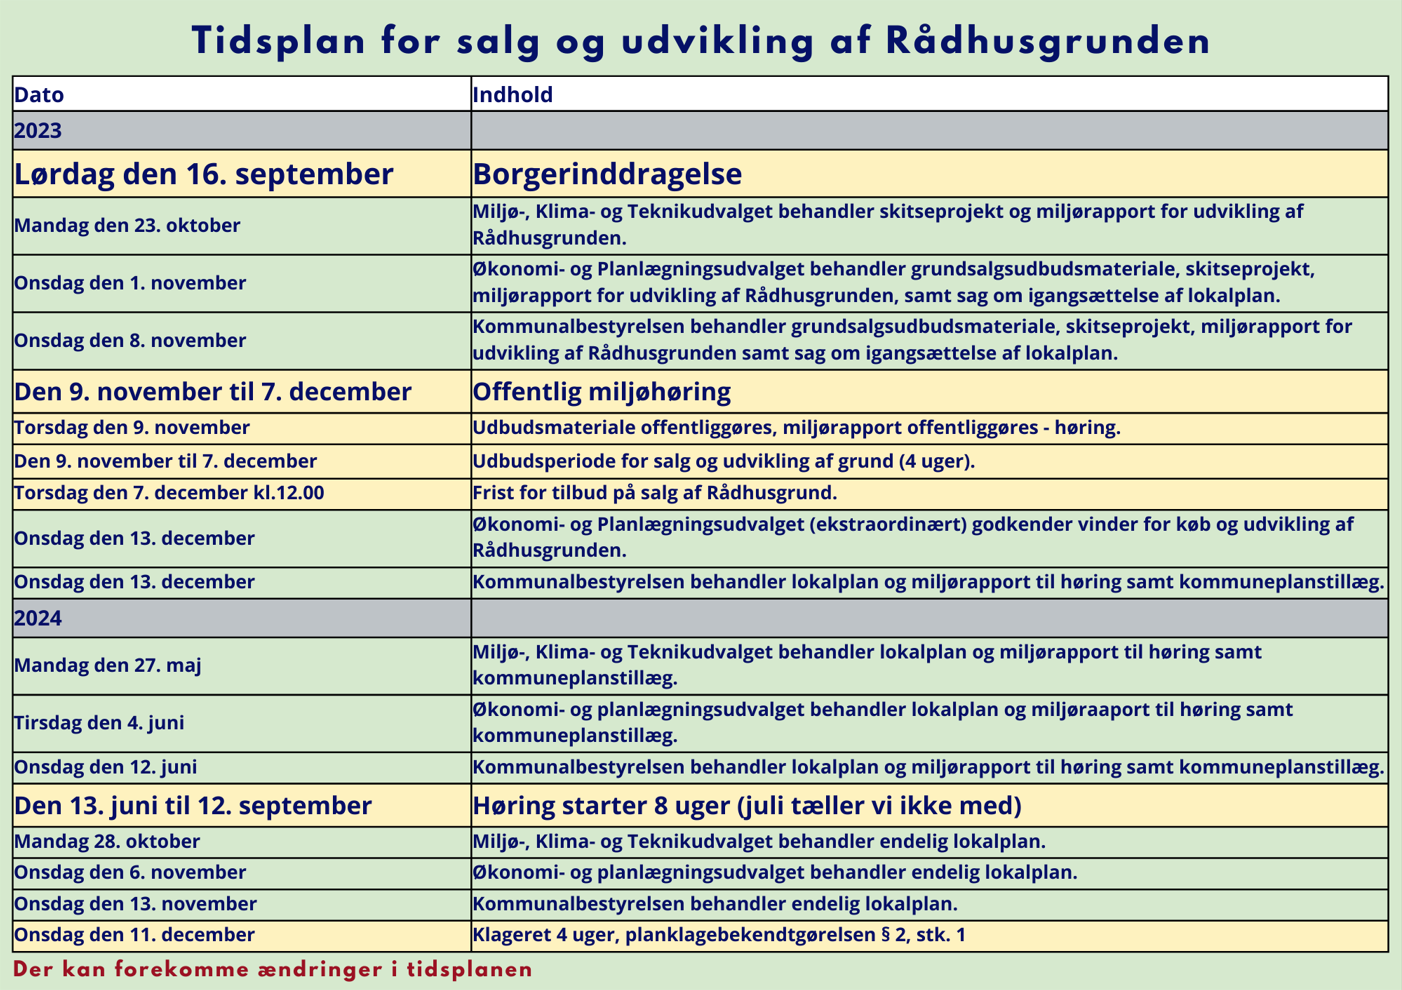 Tidsplan for salg og udvikling af Rådhusgrunden
Dato
Indhold
2023
Lørdag den 16. september
Borgerinddragelse
Mandag den 23. oktober
Miljø-, Klima- og Teknikudvalget behandler skitseprojekt og miljørapport for udvikling af
Rådhusgrunden.
Onsdag den 1. november
Økonomi- og Planlægningsudvalget behandler grundsalgsudbudsmateriale, skitseprojekt,
miljørapport for udvikling af Rådhusgrunden, samt sag om igangsættelse af lokalplan.
Onsdag den 8. november
Kommunalbestyrelsen behandler grundsalgsudbudsmateriale, skitseprojekt, miljørapport for
udvikling af Rådhusgrunden samt sag om igangsættelse af lokalplan.
Den 9. november til 7. december
Offentlig miljøhøring
Torsdag den 9. november
Udbudsmateriale offentliggøres, miljørapport offentliggøres - høring.
Den 9. november til 7. december
Udbudsperiode for salg og udvikling af grund (4 uger).
Torsdag den 7. december kl.12.00
Frist for tilbud på salg af Rådhusgrund.
Onsdag den 13. december
Økonomi- og Planlægningsudvalget (ekstraordinært) godkender vinder for køb og udvikling af
Rådhusgrunden.
Onsdag den 13. december
Kommunalbestyrelsen behandler lokalplan og miljørapport til høring samt kommuneplanstillæg.
2024
Mandag den 27. maj
Miljø-, Klima- og Teknikudvalget behandler lokalplan og miljørapport til høring samt
kommuneplanstillæg.
Tirsdag den 4. juni
Økonomi- og planlægningsudvalget behandler lokalplan og miljøraaport til høring samt
kommuneplanstillæg.
Onsdag den 12. juni
Kommunalbestyrelsen behandler lokalplan og miljørapport til høring samt kommuneplanstillæg.
Den 13. juni til 12. september
Høring starter 8 uger (juli tæller vi ikke med)
Mandag 28. oktober
Miljø-, Klima- og Teknikudvalget behandler endelig lokalplan.
Onsdag den 6. november
Økonomi- og planlægningsudvalget behandler endelig lokalplan.
Onsdag den 13. november
Kommunalbestyrelsen behandler endelig lokalplan.
Onsdag den 11. december
Klageret 4 uger, planklagebekendtgørelsen § 2, stk. 1
Der kan forekomme ændringer i tidsplanen